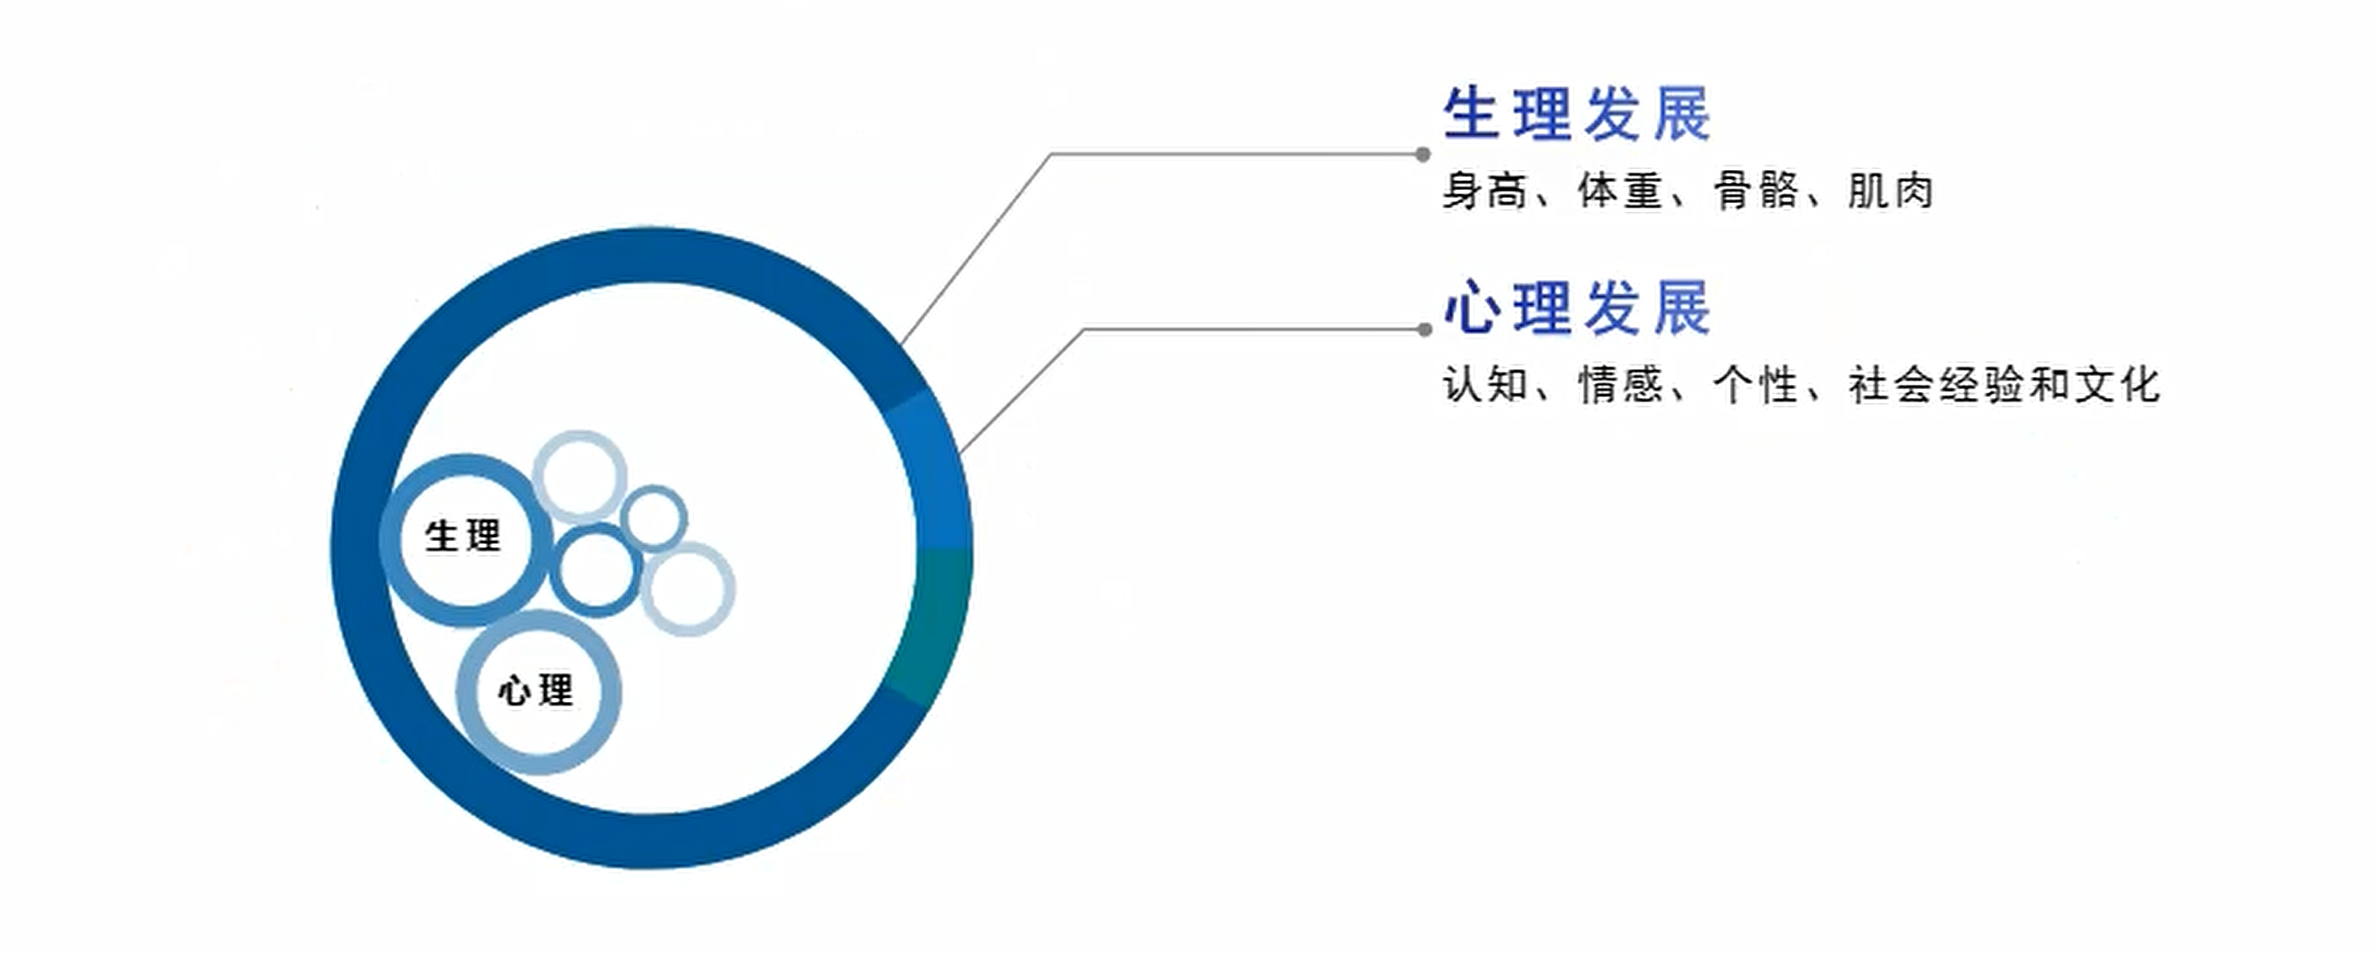 生理发展
身高、体重、骨骼、肌肉
心理发展
认知、情感、个性、社会经验和文化
生理
心理